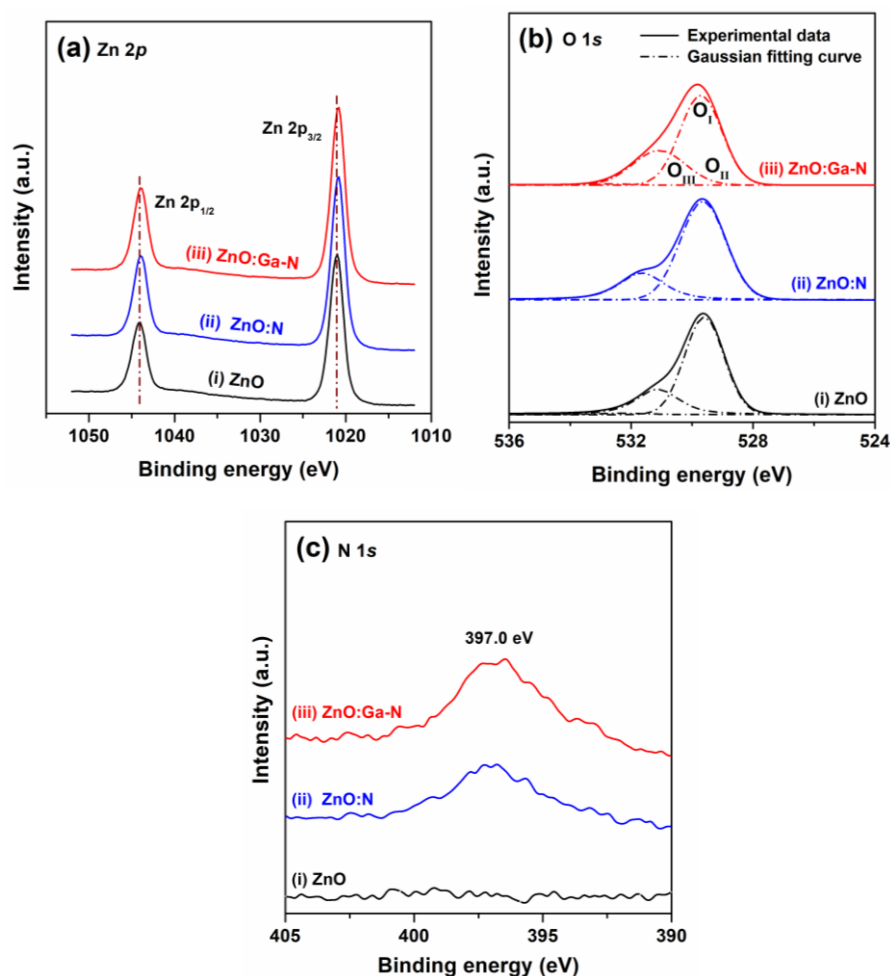 (a) Zn 2p
Zn 2p3/2
Zn 2p1/2
(iii) ZnO:Ga-N
(ii) ZnO:N
(i) ZnO
Intensity (a.u.)
1050 1040 1030 1020 1010
Binding energy (eV)
(b) O 1s
Experimental data
Gaussian fitting curve
OI
OIII
OII
(iii) ZnO:Ga-N
(ii) ZnO:N
(i) ZnO
Intensity (a.u.)
536 532 528 524
Binding energy (eV)
(c) N 1s
397.0 eV
(iii) ZnO:Ga-N
(ii) ZnO:N
(i) ZnO
Intensity (a.u.)
405 400 395 390
Binding energy (eV)